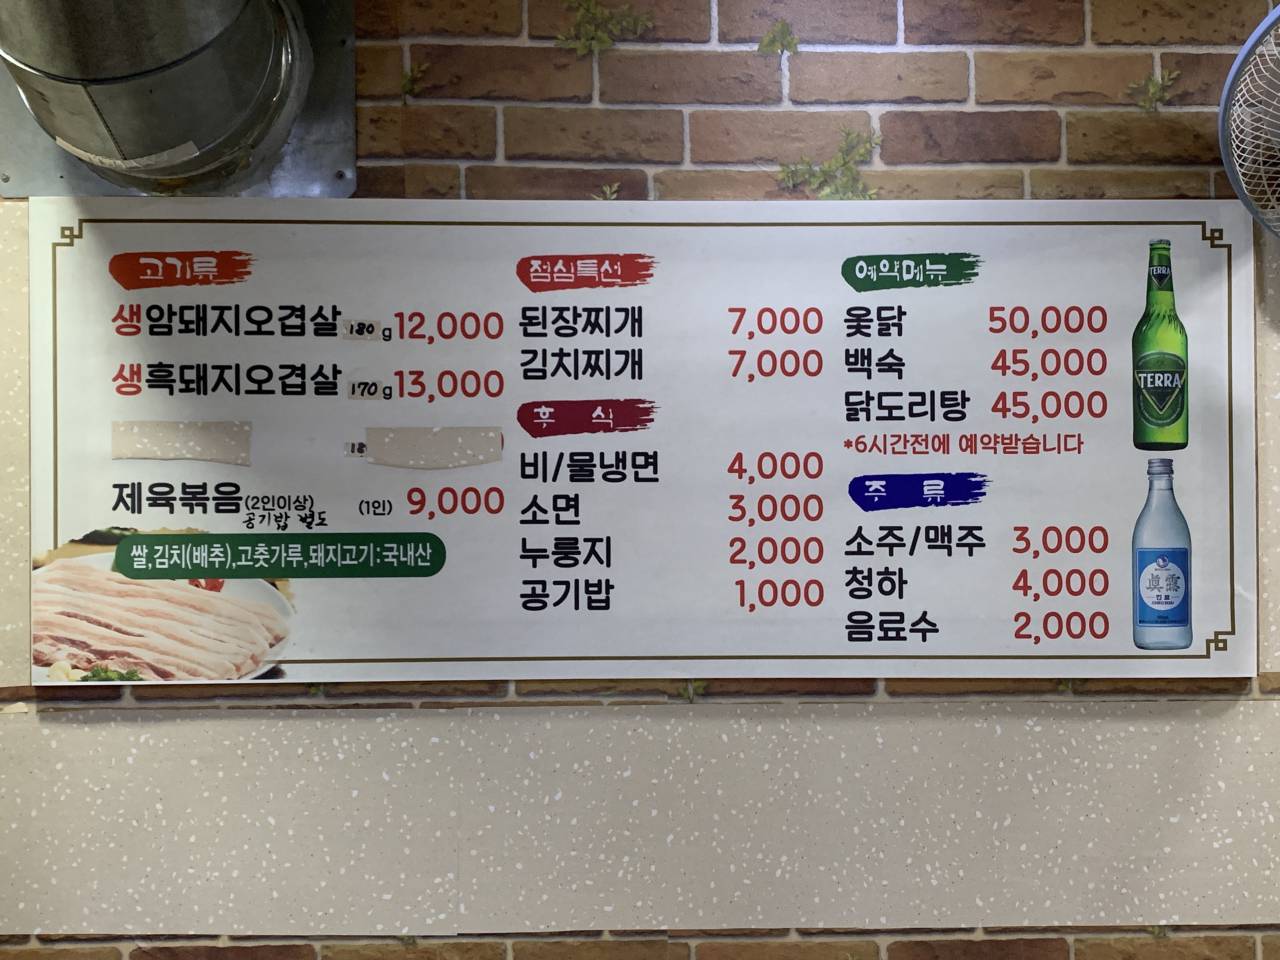 고기류
생암돼지오겹살 180 g 12,000
생흑돼지오겹살 170 g 13,000
18
제육볶음(2인이상) (1인) 9,000
공기밥 별도
쌀,김치(배추),고춧가루,돼지고기:국내산
점심특선
된장찌개 7,000
김치찌개 7,000
후 식
비/물냉면 4,000
소면 3,000
누룽지 2,000
공기밥 1,000
예약메뉴
옻닭 50,000
백숙 45,000
닭도리탕 45,000
*6시간전에 예약받습니다
주 류
소주/맥주 3,000
청하 4,000
음료수 2,000
TERRA
TERRA
眞露
진로